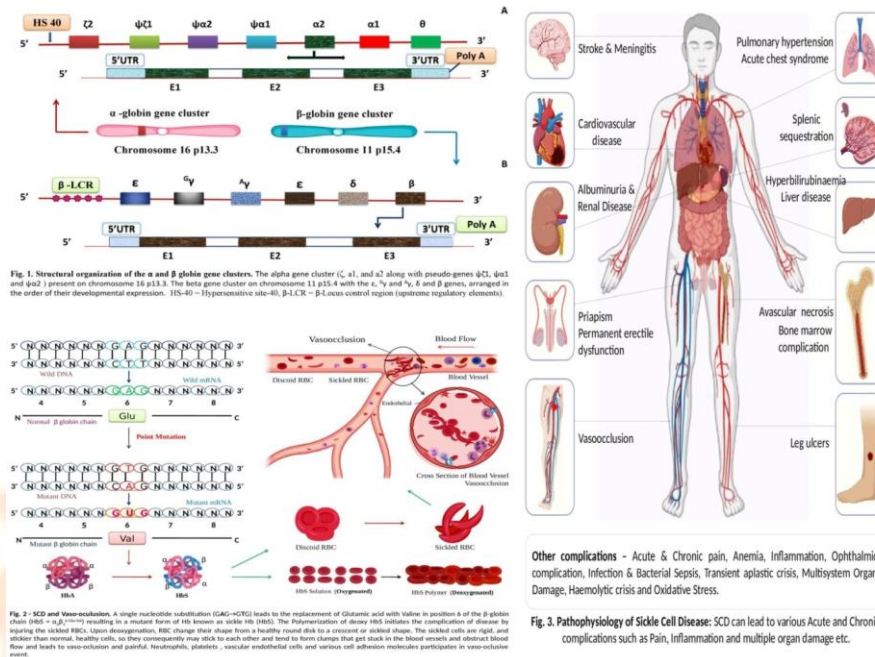 HS 40
ζ2 ψζ1 ψα2 ψα1 α2 α1 θ
5′ 3′
5′UTR 3′UTR Poly A
5′ 3′
E1 E2 E3
α -globin gene cluster β-globin gene cluster
Chromosome 16 p13.3 Chromosome 11 p15.4
β -LCR ε Gγ Aγ ε δ β
5′ 3′
5′UTR 3′UTR Poly A
5′ 3′
E1 E2 E3
Fig. 1. Structural organization of the α and β globin gene clusters. The alpha gene cluster (ζ, α1, and α2 along with pseudo-genes ψζ1, ψα1
and ψα2 ) present on chromosome 16 p13.3. The beta gene cluster on chromosome 11 p15.4 with the ε, Gγ and Aγ, δ and β genes, arranged in
the order of their developmental expression. HS-40 = Hypersensitive site-40, β-LCR = β-Locus control region (upstreme regulatory elements).
5′ N N N N N G A G N N N N N N 3′
3′ C T T 5′
Wild DNA
Wild mRNA
5′ N N N N N G A G N N N N N N 3′
4 5 6 7 8
N Glu C
Normal β globin chain
Point Mutation
5′ N N N N N G T G N N N N N N 3′
3′ C A C 5′
Mutant DNA
Mutant mRNA
5′ N N N N N G U G N N N N N N 3′
4 5 6 7 8
N Val C
Mutant β globin chain
α β α β
HbA HbS
Vasoocclusion Blood Flow
Discoid RBC Sickled RBC Blood Vessel
Endothelial
Cross Section of Blood Vessel
Vasoocclusion
Discoid RBC Sickled RBC
HbS Solution (Oxygenated) HbS Polymer (Deoxygenated)
Fig. 2 - SCD and Vaso-oculusion. A single nucleotide substitution (GAG→GTG) leads to the replacement of Glutamic acid with Valine in position 6 of the β-globin
chain resulting in a mutant form of Hb known as sickle Hb (HbS). The Polymerization of deoxy HbS initiates the complication of disease by
injuring the sickled RBCs. Upon deoxygenation, RBC change their shape from a healthy round disk to a crescent or sickled shape. The sickled cells are rigid, and
stickier than normal, healthy cells, so they consequently may stick to each other and tend to form clumps that get stuck in the blood vessels and obstruct blood
flow and leads to vaso-oclusion and painful. Neutrophils, platelets , vascular endothelial cells and various cell adhesion molecules participates in vaso-oclusive
event.
A
Stroke & Meningitis
Cardiovascular
disease
B
Albuminuria &
Renal Disease
Priapism
Permanent erectile
dysfunction
Vasoocclusion
Pulmonary hypertension
Acute chest syndrome
Splenic
sequestration
Hyperbilirubinaemia
Liver disease
Avascular necrosis
Bone marrow
complication
Leg ulcers
Other complications - Acute & Chronic pain, Anemia, Inflammation, Ophthalmic
complication, Infection & Bacterial Sepsis, Transient aplastic crisis, Multisystem Organ
Damage, Haemolytic crisis and Oxidative Stress.
Fig. 3. Pathophysiology of Sickle Cell Disease: SCD can lead to various Acute and Chronic
complications such as Pain, Inflammation and multiple organ damage etc.